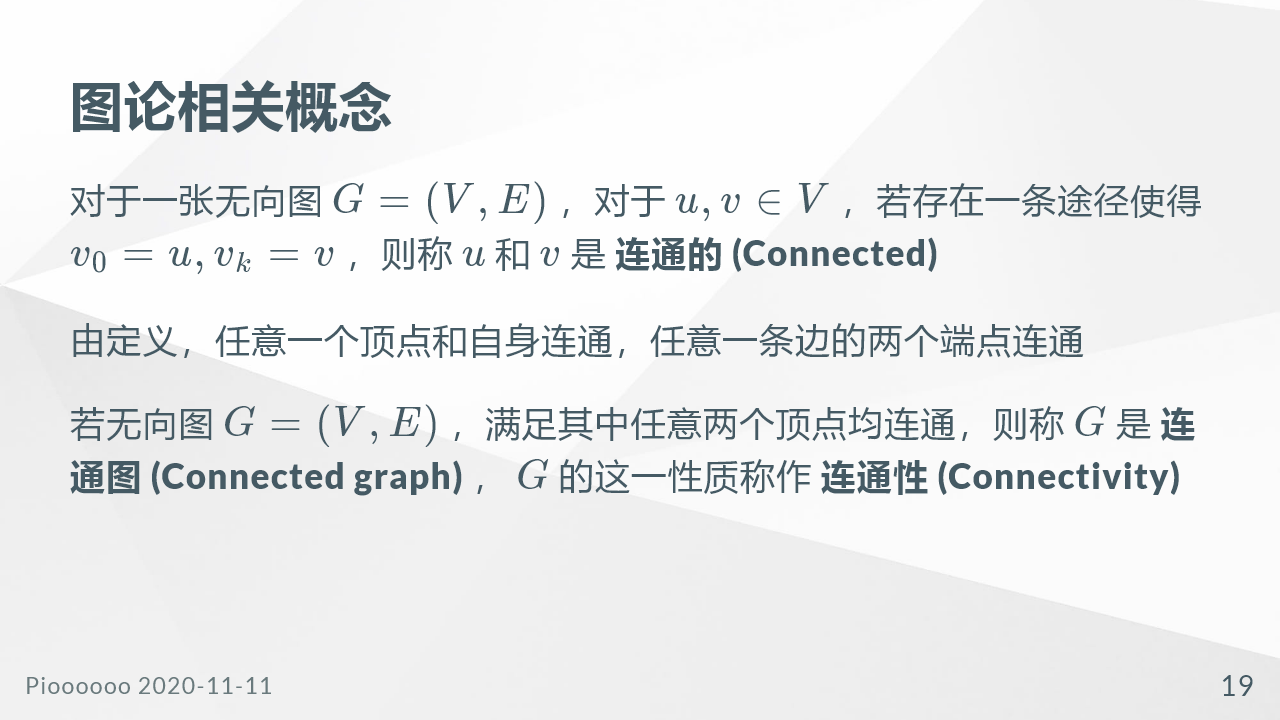 图论相关概念
对于一张无向图 G = (V, E) ，对于 u, v ∈ V ，若存在一条途径使得
v₀ = u, vₖ = v ，则称 u 和 v 是 连通的 (Connected)
由定义，任意一个顶点和自身连通，任意一条边的两个端点连通
若无向图 G = (V, E) ，满足其中任意两个顶点均连通，则称 G 是 连
通图 (Connected graph) ， G 的这一性质称作 连通性 (Connectivity)
Pioooooo 2020-11-11
19